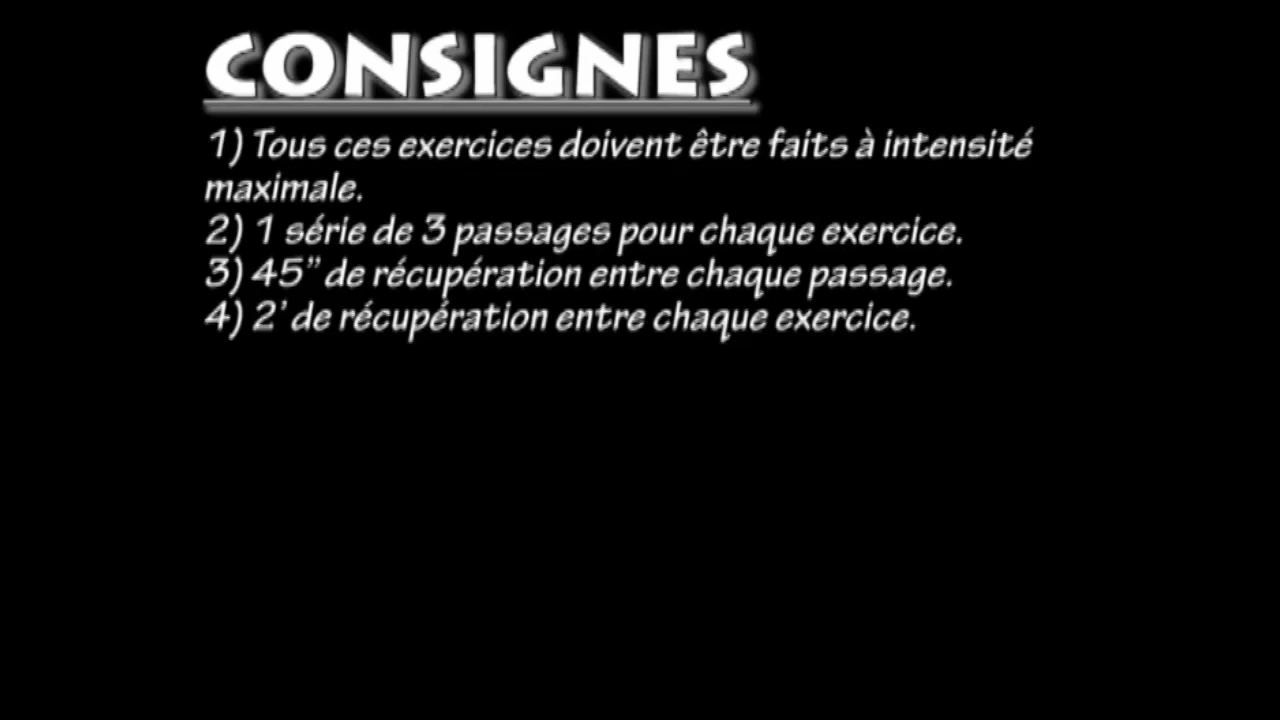 CONSIGNES
1) Tous ces exercices doivent être faits à intensité
maximale.
2) 1 série de 3 passages pour chaque exercice.
3) 45” de récupération entre chaque passage.
4) 2’ de récupération entre chaque exercice.